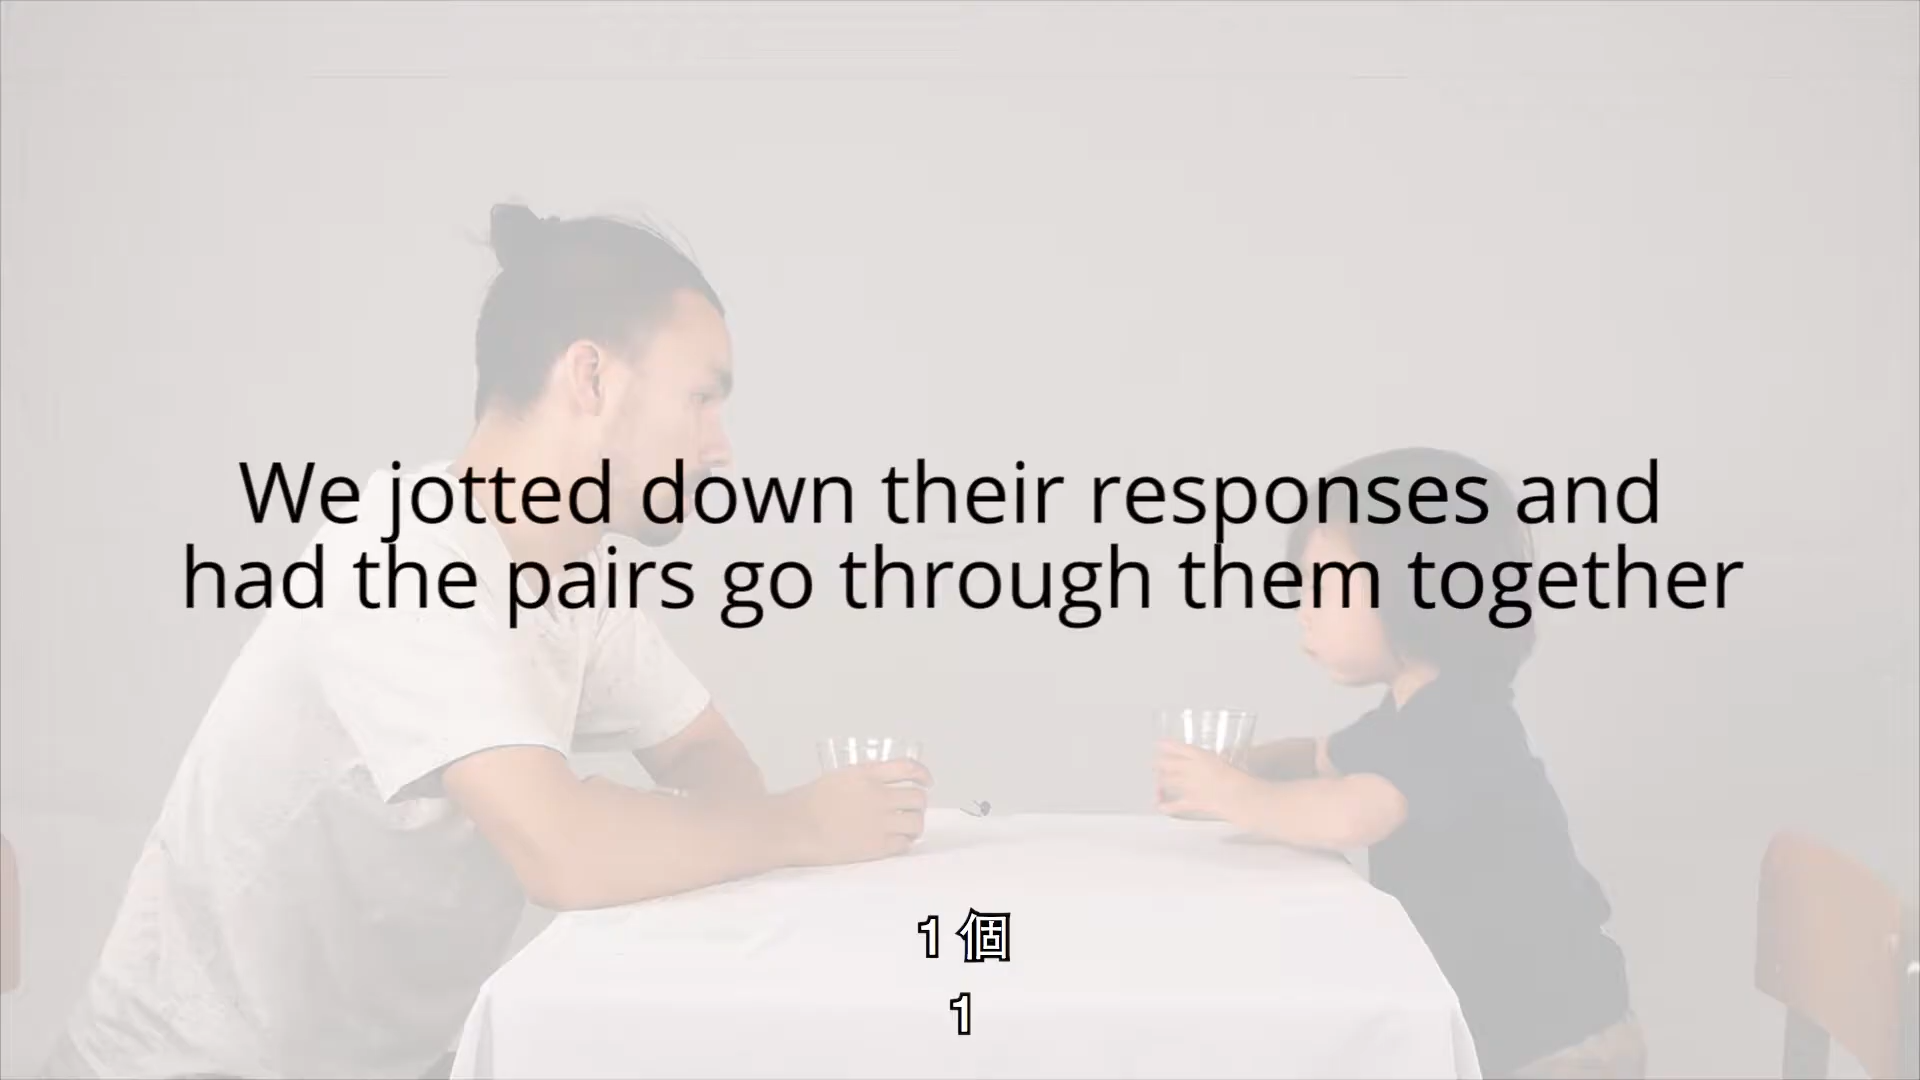 We jotted down their responses and
had the pairs go through them together
1 個
1